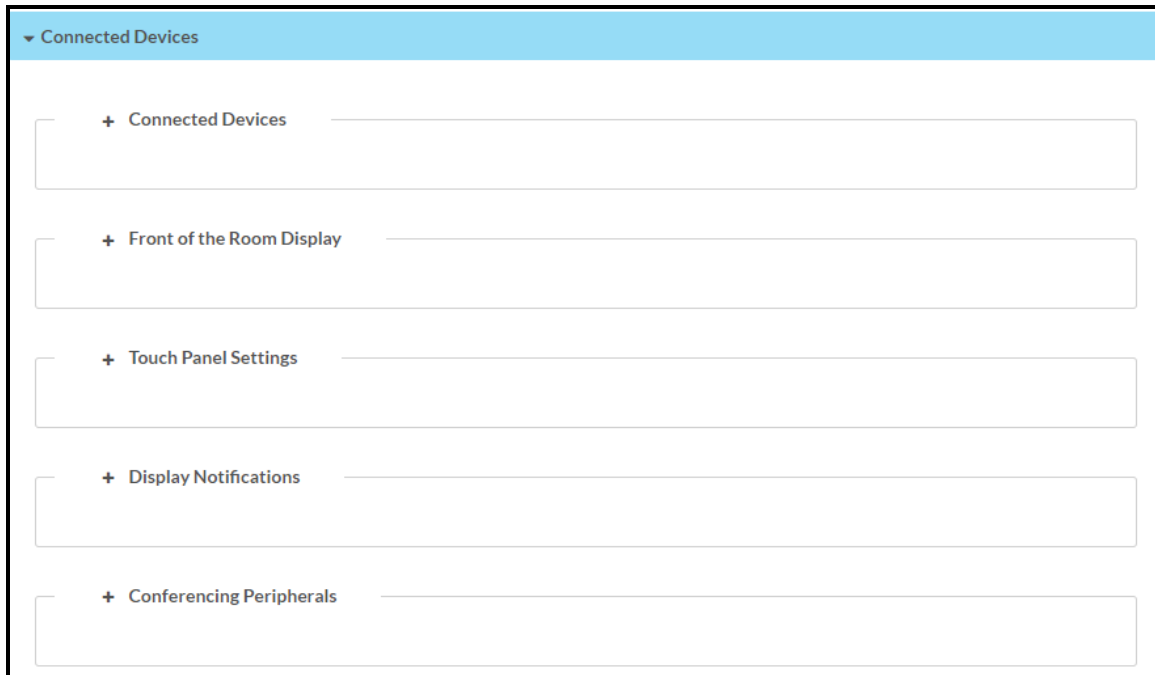 Connected Devices
+ Connected Devices
+ Front of the Room Display
+ Touch Panel Settings
+ Display Notifications
+ Conferencing Peripherals